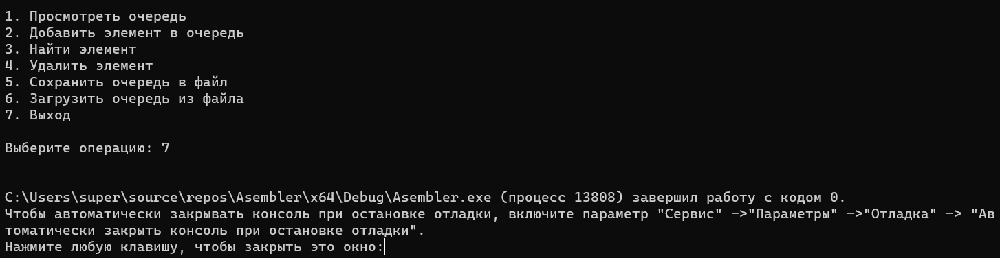 1. Просмотреть очередь
2. Добавить элемент в очередь
3. Найти элемент
4. Удалить элемент
5. Сохранить очередь в файл
6. Загрузить очередь из файла
7. Выход
Выберите операцию: 7
C:\Users\super\source\repos\Asembler\x64\Debug\Asembler.exe (процесс 13808) завершил работу с кодом 0.
Чтобы автоматически закрывать консоль при остановке отладки, включите параметр "Сервис" ->"Параметры" ->"Отладка" -> "Ав
томатически закрыть консоль при остановке отладки".
Нажмите любую клавишу, чтобы закрыть это окно: